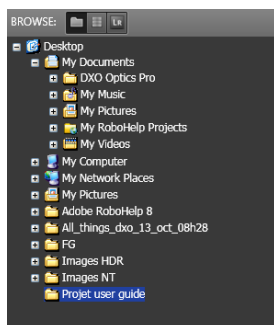 BROWSE: LR
Desktop
My Documents
DXO Optics Pro
My Music
My Pictures
My RoboHelp Projects
My Videos
My Computer
My Network Places
My Pictures
Adobe RoboHelp 8
All_things_dxo_13_oct_08h28
FG
Images HDR
Images NT
Projet user guide